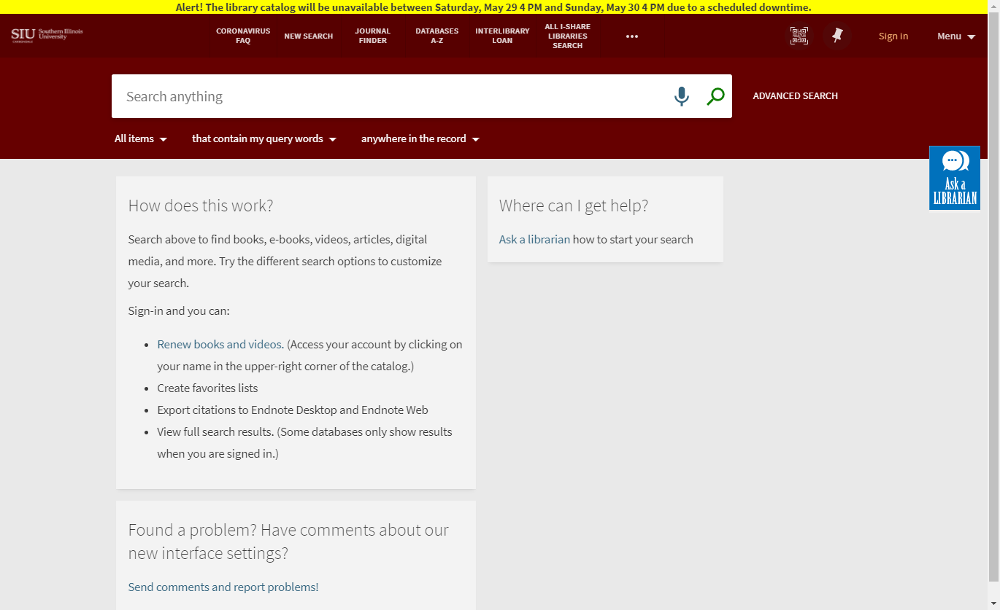 Alert! The library catalog will be unavailable between Saturday, May 29 4 PM and Sunday, May 30 4 PM due to a scheduled downtime.
SIU Southern Illinois
University
CARBONDALE
CORONAVIRUS
FAQ
NEW SEARCH
JOURNAL
FINDER
DATABASES
A-Z
INTERLIBRARY
LOAN
ALL I-SHARE
LIBRARIES
SEARCH
Sign in
Menu
Search anything
ADVANCED SEARCH
All items
that contain my query words
anywhere in the record
Ask a
LIBRARIAN
How does this work?
Search above to find books, e-books, videos, articles, digital
media, and more. Try the different search options to customize
your search.
Sign-in and you can:
Renew books and videos. (Access your account by clicking on
your name in the upper-right corner of the catalog.)
Create favorites lists
Export citations to Endnote Desktop and Endnote Web
View full search results. (Some databases only show results
when you are signed in.)
Where can I get help?
Ask a librarian how to start your search
Found a problem? Have comments about our
new interface settings?
Send comments and report problems!